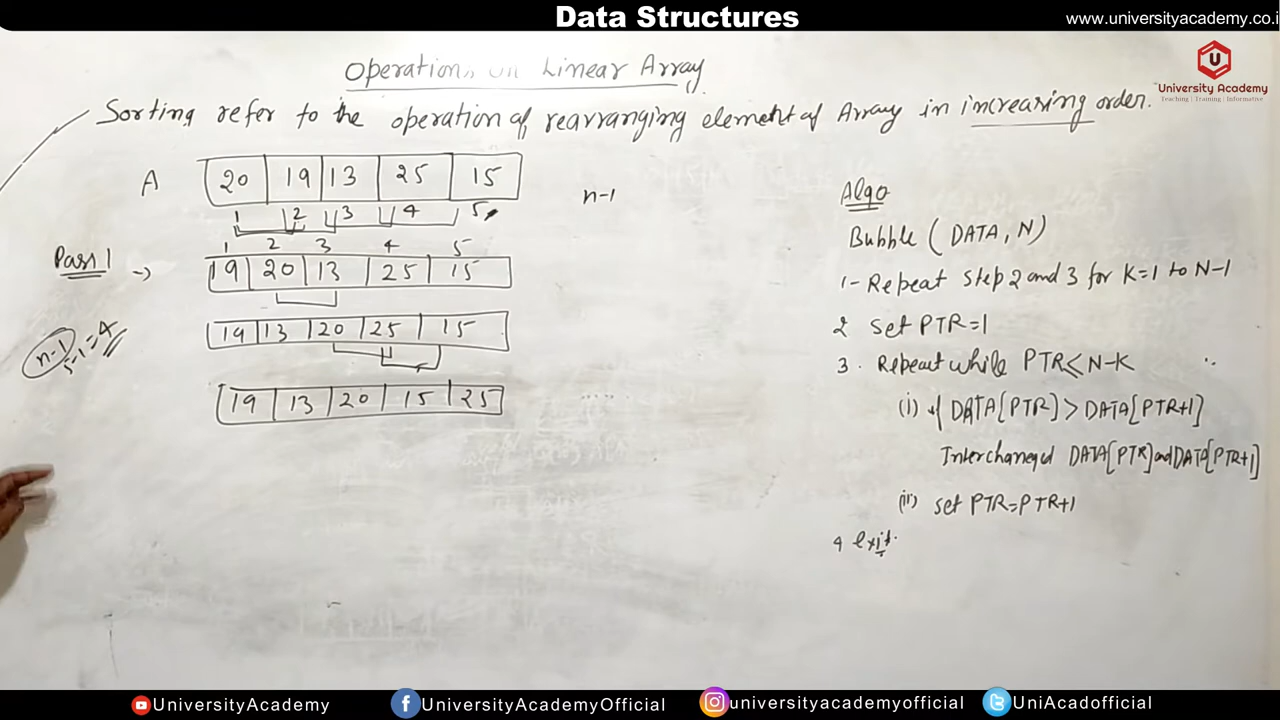 Data Structures
www.universityacademy.co.i
Operations on Linear Array
University Academy
Teaching | Training | Informative
Sorting refer to the operation of rearranging element of Array in increasing order.
A 20 19 13 25 15
n-1
1 2 3 4 5
Pass 1 →
1 2 3 4 5
19 20 13 25 15
19 13 20 25 15
n-1
5-1=4
19 13 20 15 25
Algo
Bubble (DATA, N)
1- Repeat Step 2 and 3 for K=1 to N-1
2 Set PTR=1
3. Repeat while PTR≤N-K
(i) if DATA[PTR] > DATA[PTR+1]
Interchanged DATA[PTR] and DATA[PTR+1]
(ii) set PTR=PTR+1
4 exit.
UniversityAcademy
UniversityAcademyOfficial
universityacademyofficial
UniAcadofficial